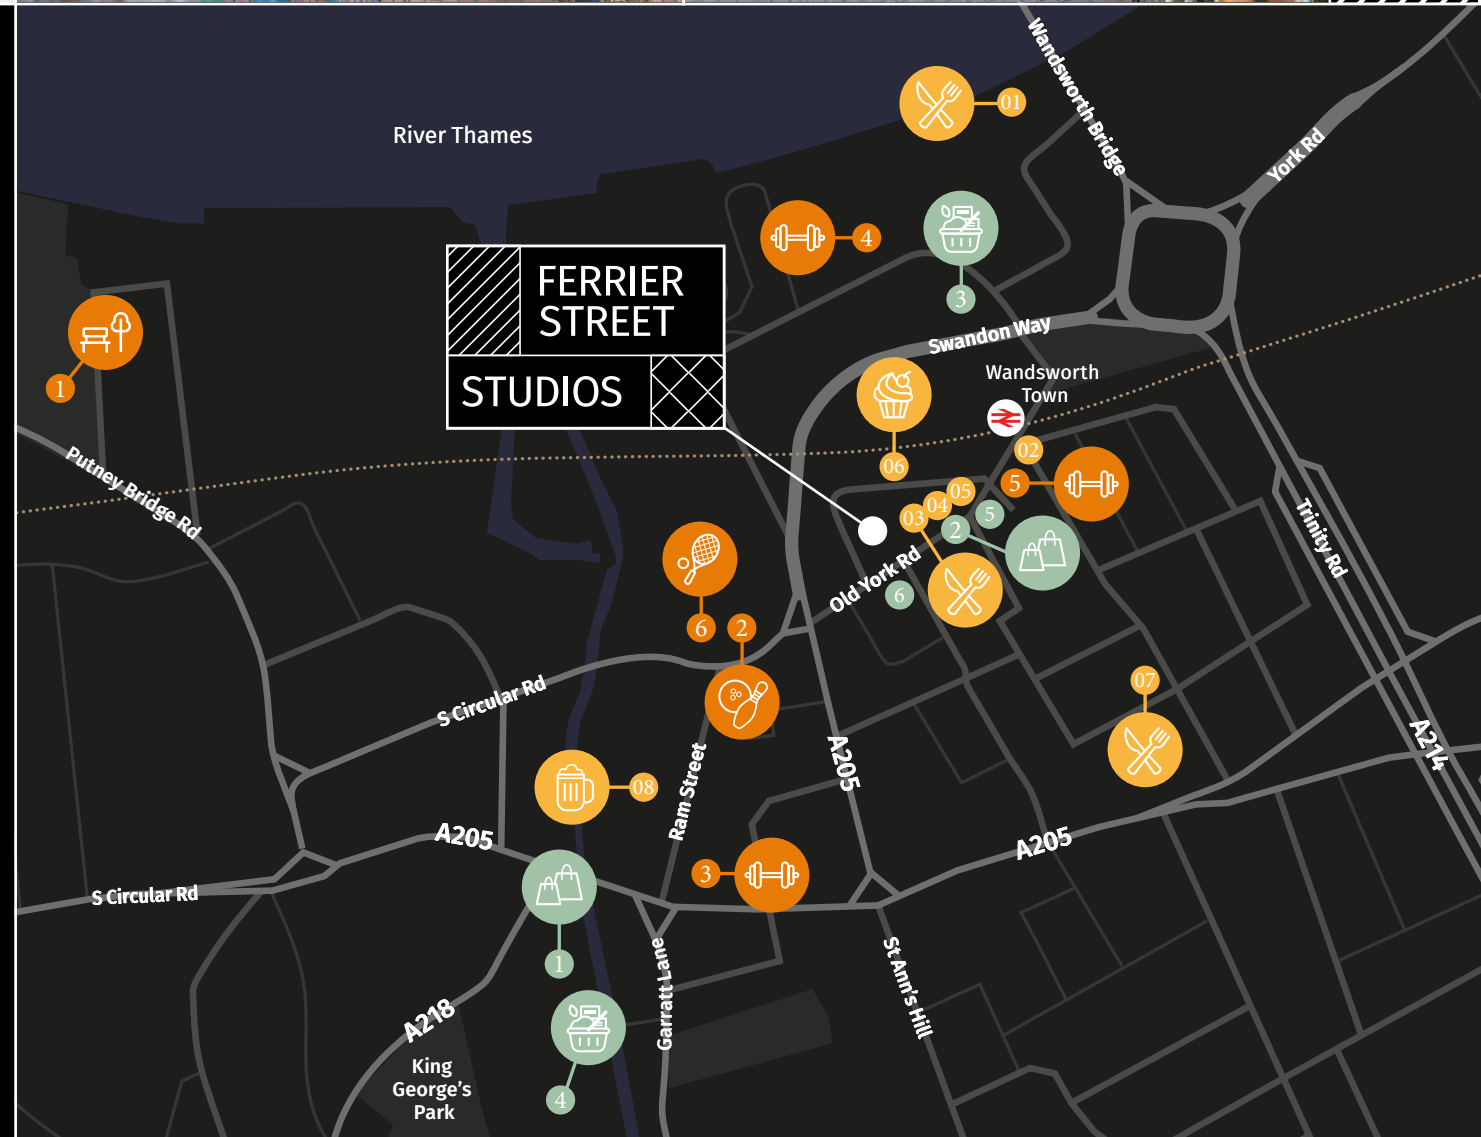 Wandsworth Bridge
01
River Thames
York Rd
4
FERRIER
STREET
STUDIOS
3
Swandon Way
1
Wandsworth
Town
06
02
5
05
04
03
5
2
Putney Bridge Rd
Trinity Rd
Old York Rd
6
6
2
S Circular Rd
07
A205
A214
Ram Street
08
A205
A205
3
S Circular Rd
1
St Ann's Hill
Garratt Lane
A218
King
George's
Park
4